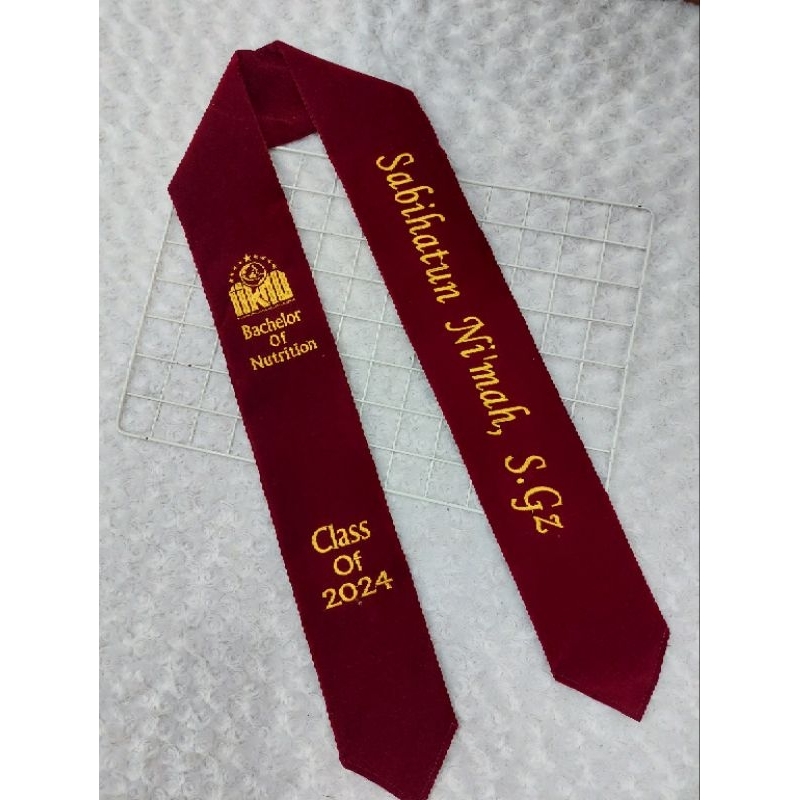 Bachelor
Of
Nutrition
Class
Of
2024
Sabihatun Ni'mah, S.Gz